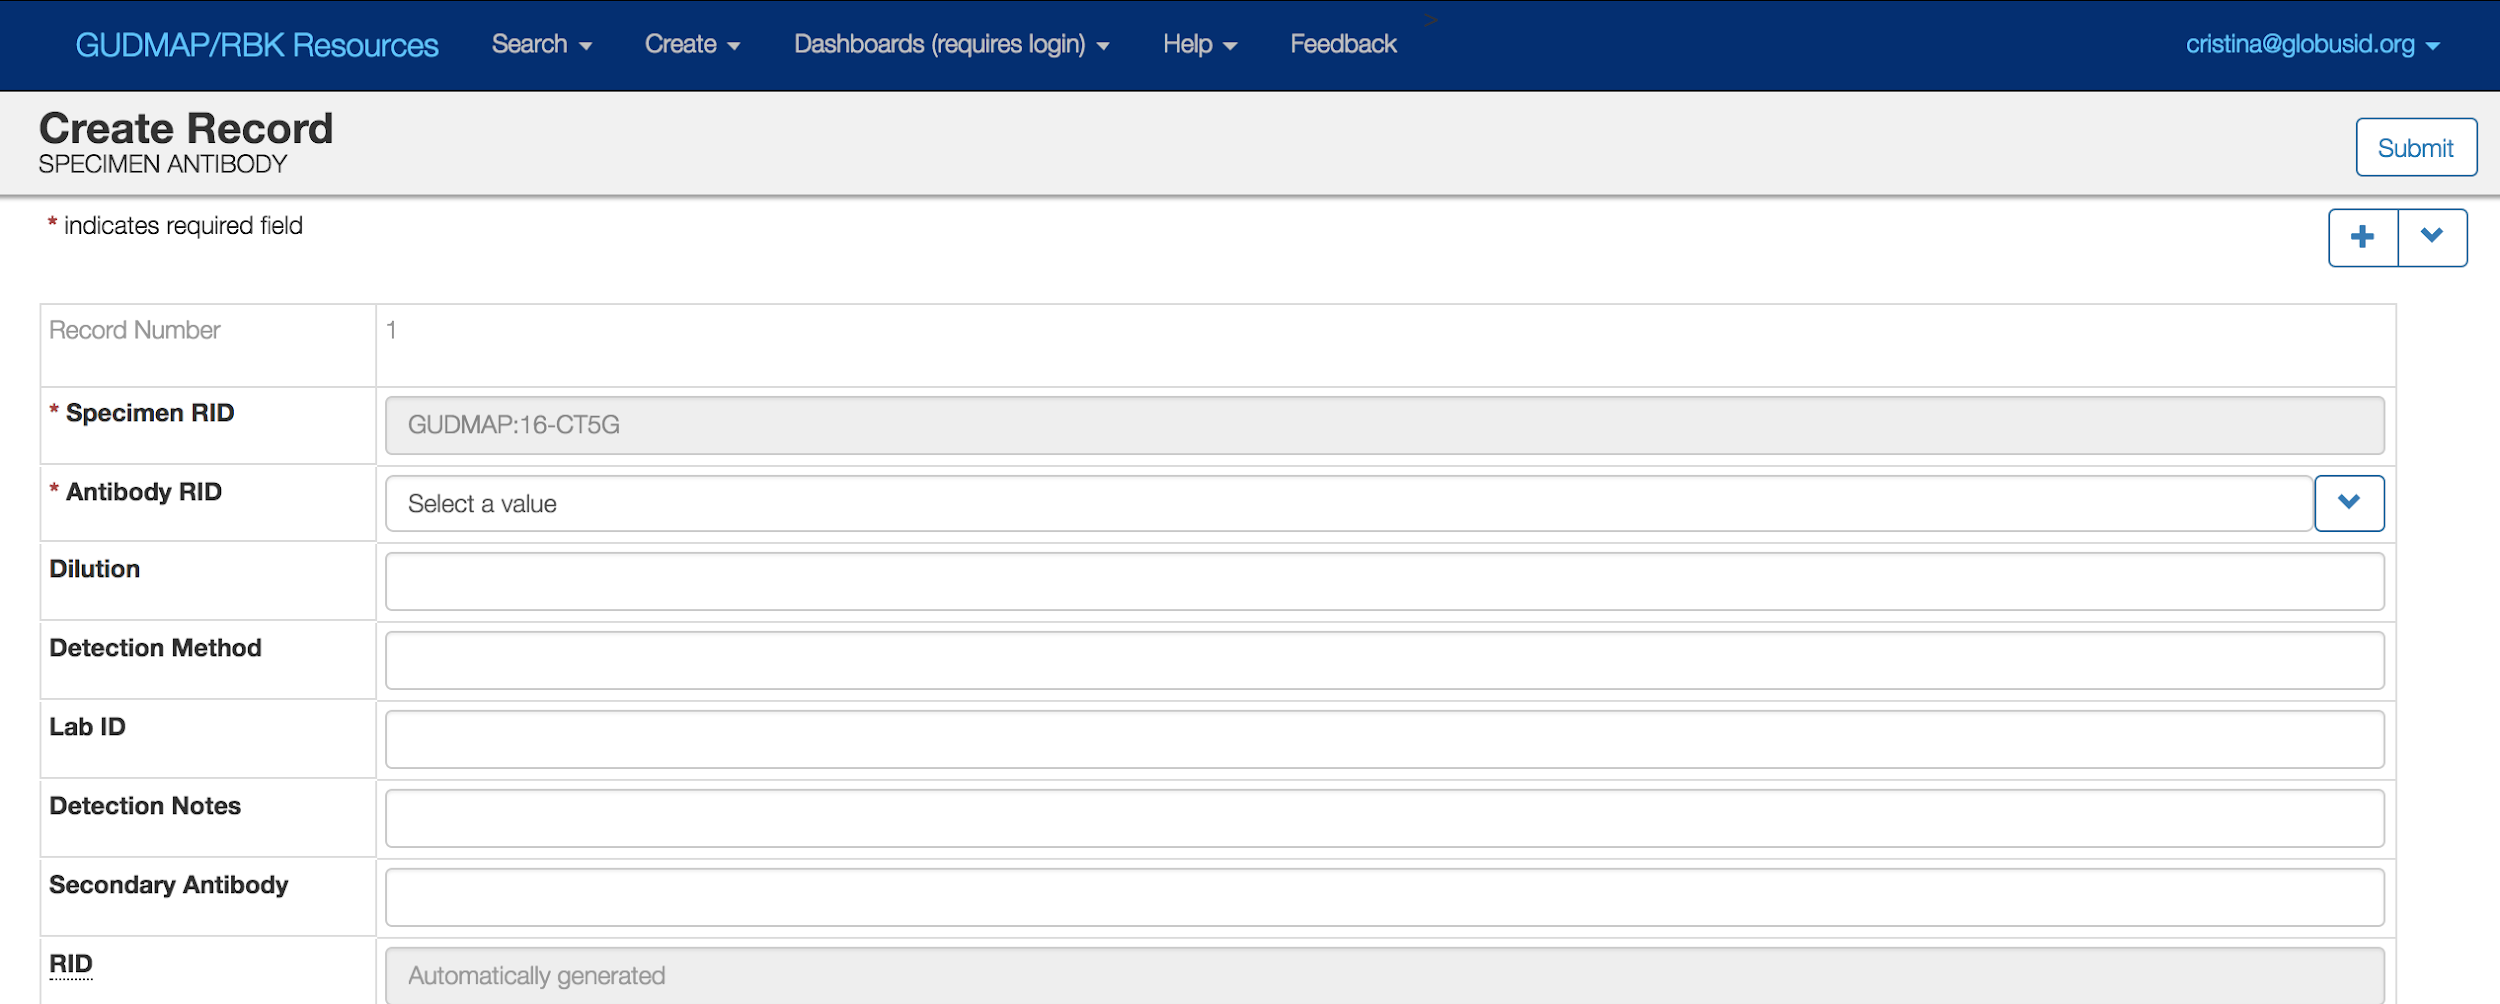 >
GUDMAP/RBK Resources Search Create Dashboards (requires login) Help Feedback cristina@globusid.org
Create Record
SPECIMEN ANTIBODY
Submit
* indicates required field
Record Number 1
* Specimen RID GUDMAP:16-CT5G
* Antibody RID Select a value
Dilution
Detection Method
Lab ID
Detection Notes
Secondary Antibody
RID Automatically generated